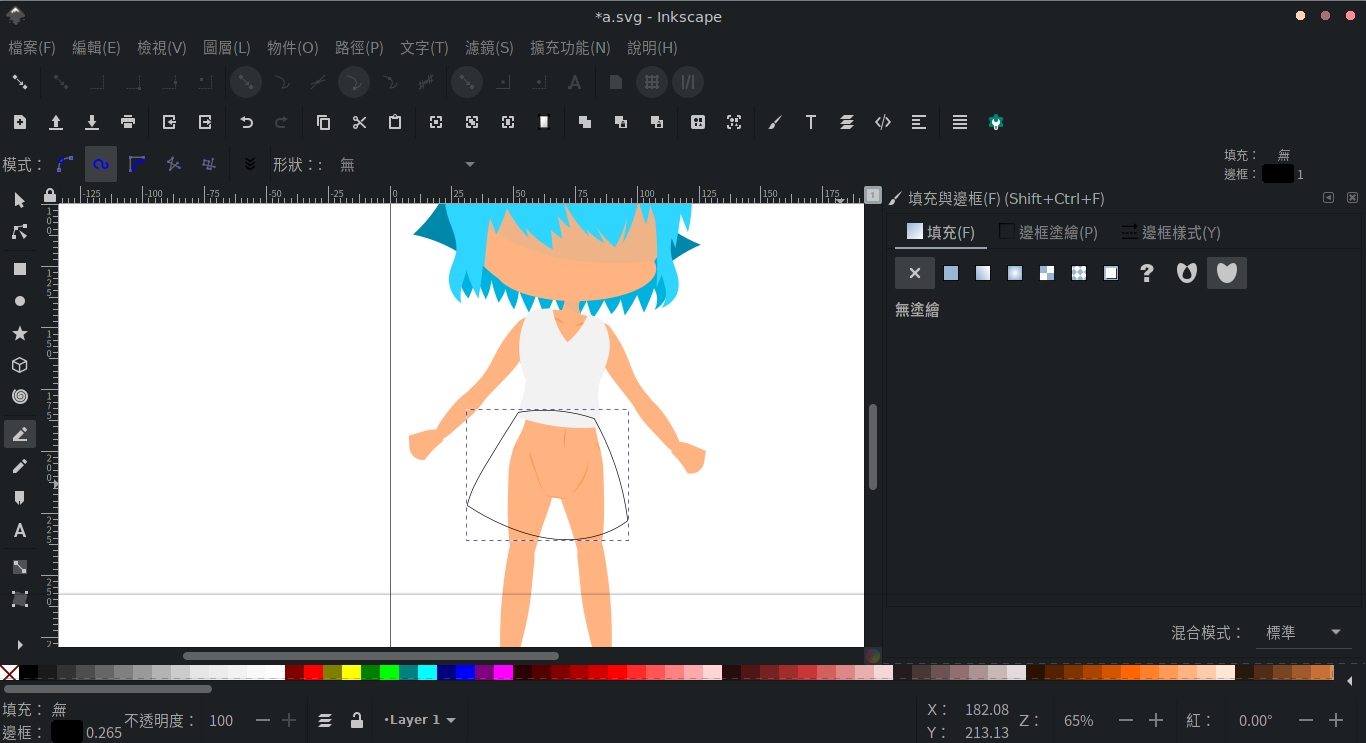 *a.svg - Inkscape
檔案(F) 編輯(E) 檢視(V) 圖層(L) 物件(O) 路徑(P) 文字(T) 濾鏡(S) 擴充功能(N) 說明(H)
模式： 形狀：: 無
填充： 無
邊框： 1
-125 -100 -75 -50 -25 0 25 50 75 100 125 150 175
填充與邊框(F) (Shift+Ctrl+F)
填充(F) 邊框塗繪(P) 邊框樣式(Y)
無塗繪
混合模式： 標準
填充： 無
邊框： 0.265
不透明度： 100
•Layer 1
X： 182.08
Y： 213.13
Z： 65%
紅： 0.00°